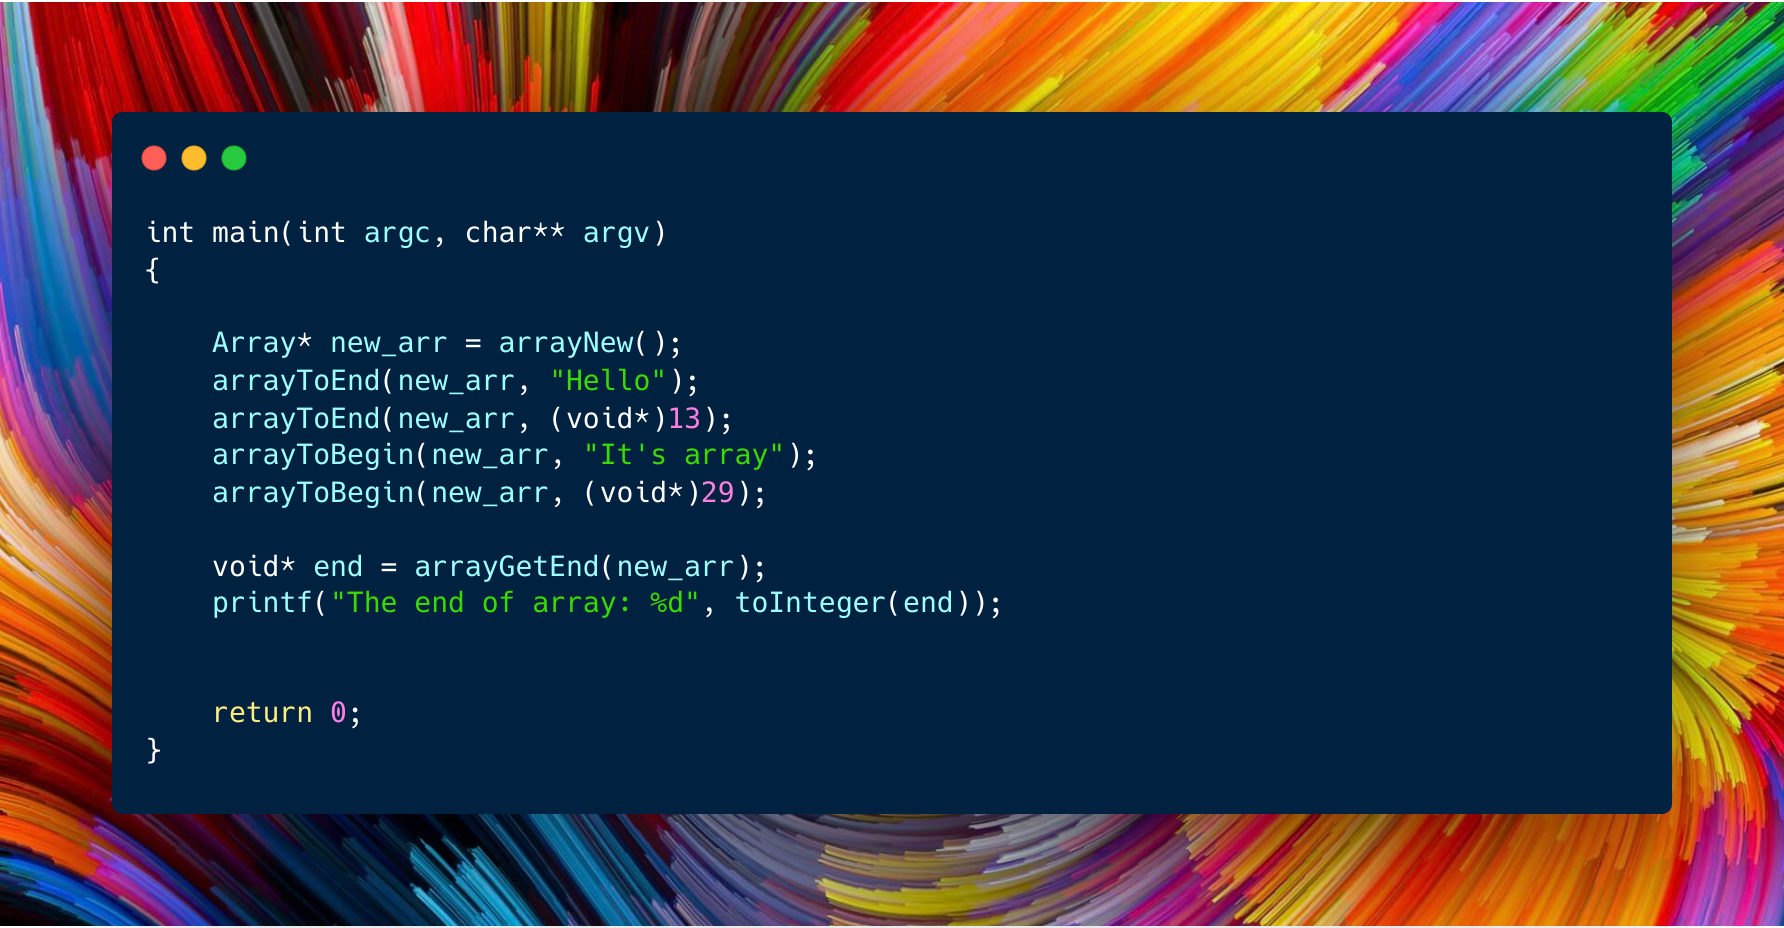 int main(int argc, char** argv)
{
    Array* new_arr = arrayNew();
    arrayToEnd(new_arr, "Hello");
    arrayToEnd(new_arr, (void*)13);
    arrayToBegin(new_arr, "It's array");
    arrayToBegin(new_arr, (void*)29);
    void* end = arrayGetEnd(new_arr);
    printf("The end of array: %d", toInteger(end));
    return 0;
}